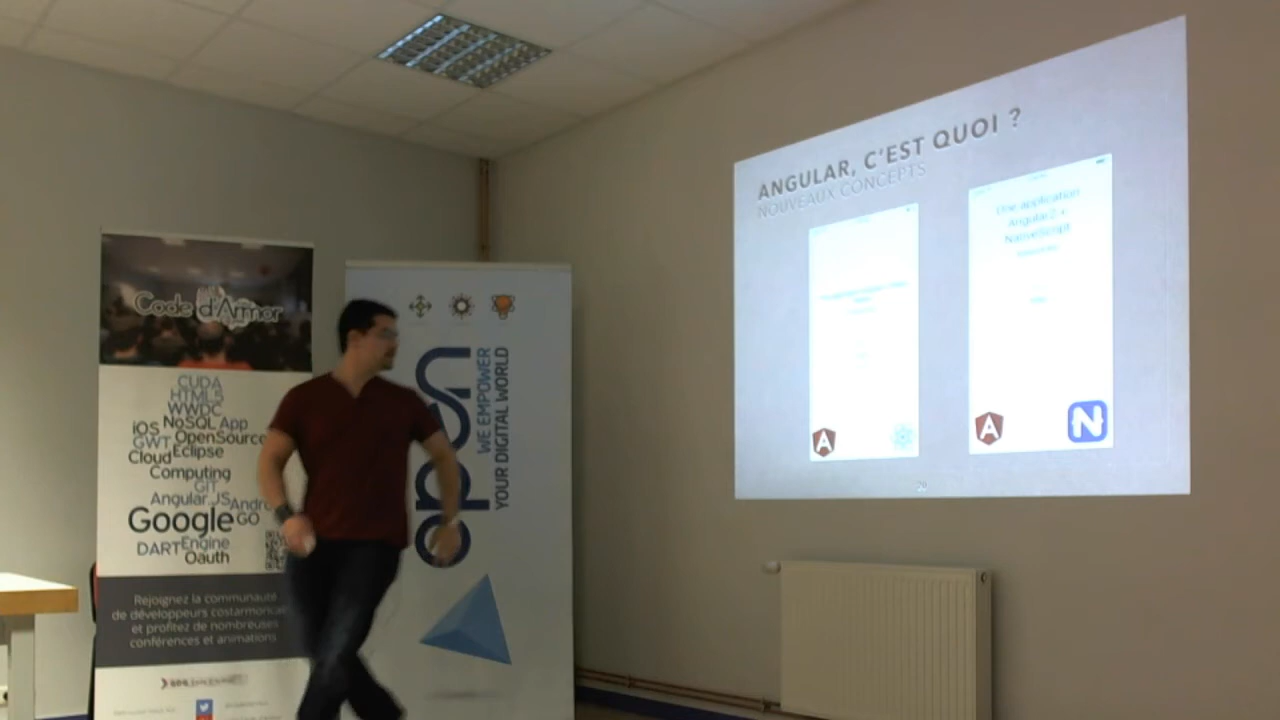 Code d'Armor
CUDA
HTML5
WWDC
iOS NoSQL App
GWT OpenSource
Cloud Eclipse
Computing
GIT
Angular.JS
Google GO
DART Engine
Oauth
Rejoignez la communauté
de développeurs costarmoricains
et profitez de nombreuses
conférences et animations
open
WE EMPOWER
YOUR DIGITAL WORLD
ANGULAR, C'EST QUOI ?
NOUVEAUX CONCEPTS
Une application
Angular2 +
NativeScript
A
A
N